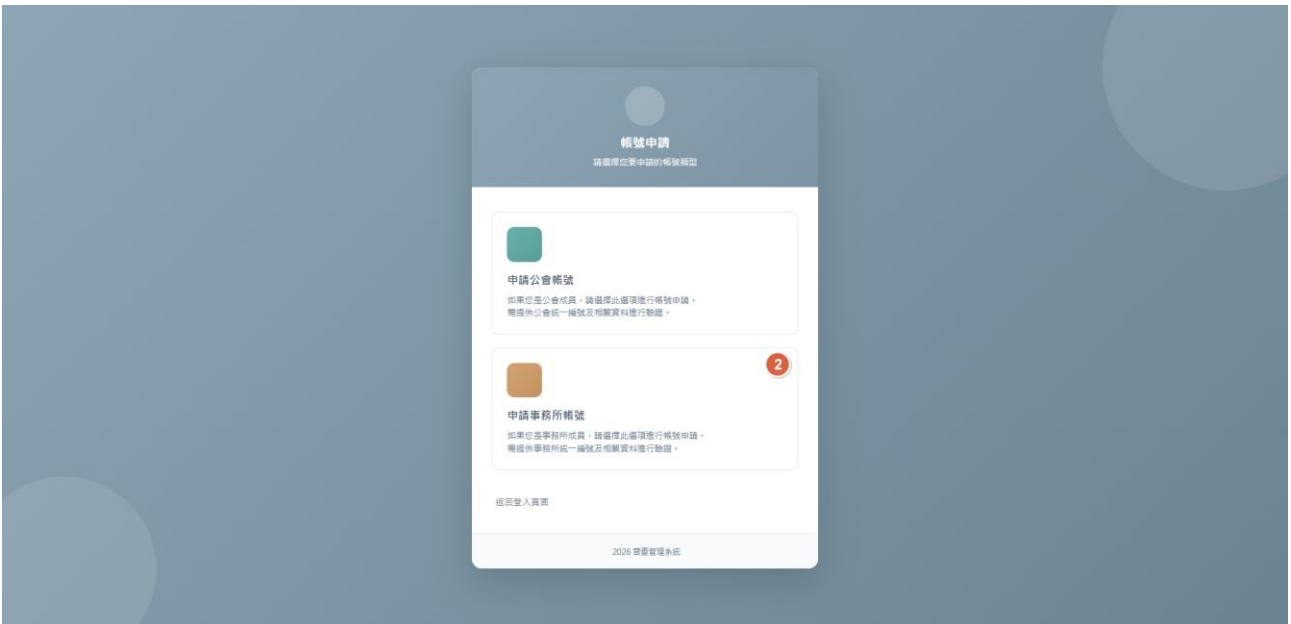 帳號申請
請選擇您要申請的帳號類型
申請公會帳號
如果您是公會成員，請選擇此選項進行帳號申請。
需提供公會統一編號及相關資料進行驗證。
2
申請事務所帳號
如果您是事務所成員，請選擇此選項進行帳號申請。
需提供事務所統一編號及相關資料進行驗證。
返回登入頁面
2026 管理系統